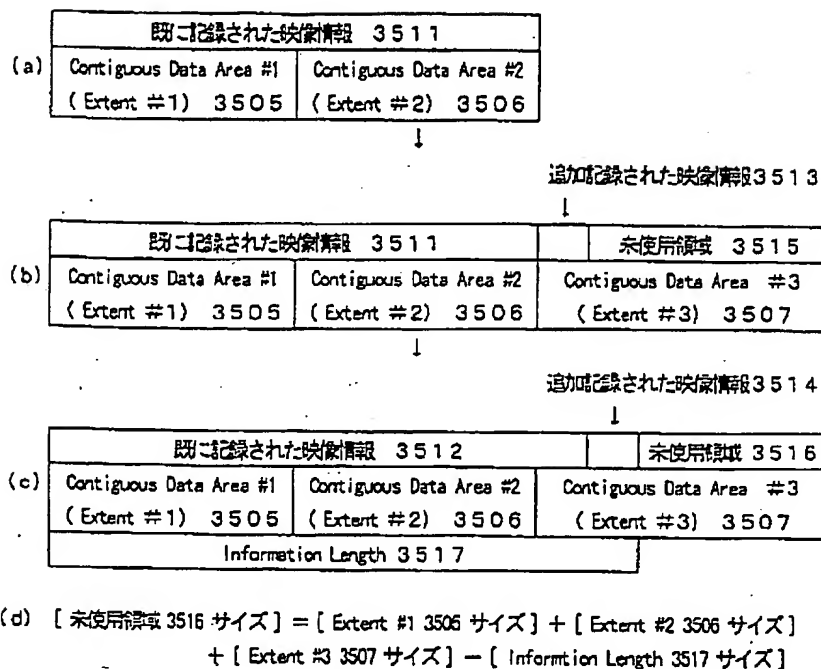 既に記録された映像情報 3511
(a) Contiguous Data Area #1 Contiguous Data Area #2
(Extent #1) 3505 (Extent #2) 3506
↓
追加記録された映像情報3513
↓
既に記録された映像情報 3511 未使用領域 3515
(b) Contiguous Data Area #1 Contiguous Data Area #2 Contiguous Data Area #3
(Extent #1) 3505 (Extent #2) 3506 (Extent #3) 3507
↓
追加記録された映像情報3514
↓
既に記録された映像情報 3512 未使用領域 3516
(c) Contiguous Data Area #1 Contiguous Data Area #2 Contiguous Data Area #3
(Extent #1) 3505 (Extent #2) 3506 (Extent #3) 3507
Information Length 3517
(d) [未使用領域 3516 サイズ] = [Extent #1 3505 サイズ] + [Extent #2 3506 サイズ]
+ [Extent #3 3507 サイズ] − [Informtion Length 3517 サイズ]